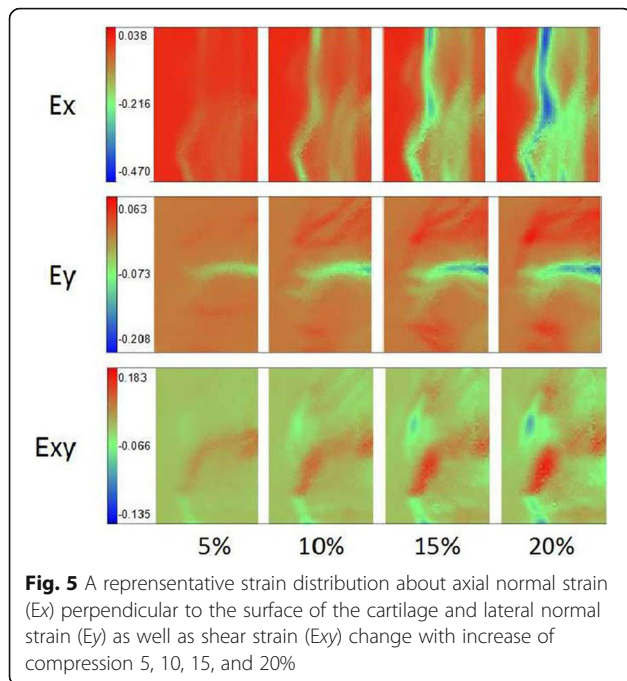 0.038
Ex
-0.216
-0.470
0.063
Ey
-0.073
-0.208
0.183
Exy
-0.066
-0.135
5% 10% 15% 20%
Fig. 5 A reprensentative strain distribution about axial normal strain
(Ex) perpendicular to the surface of the cartilage and lateral normal
strain (Ey) as well as shear strain (Exy) change with increase of
compression 5, 10, 15, and 20%